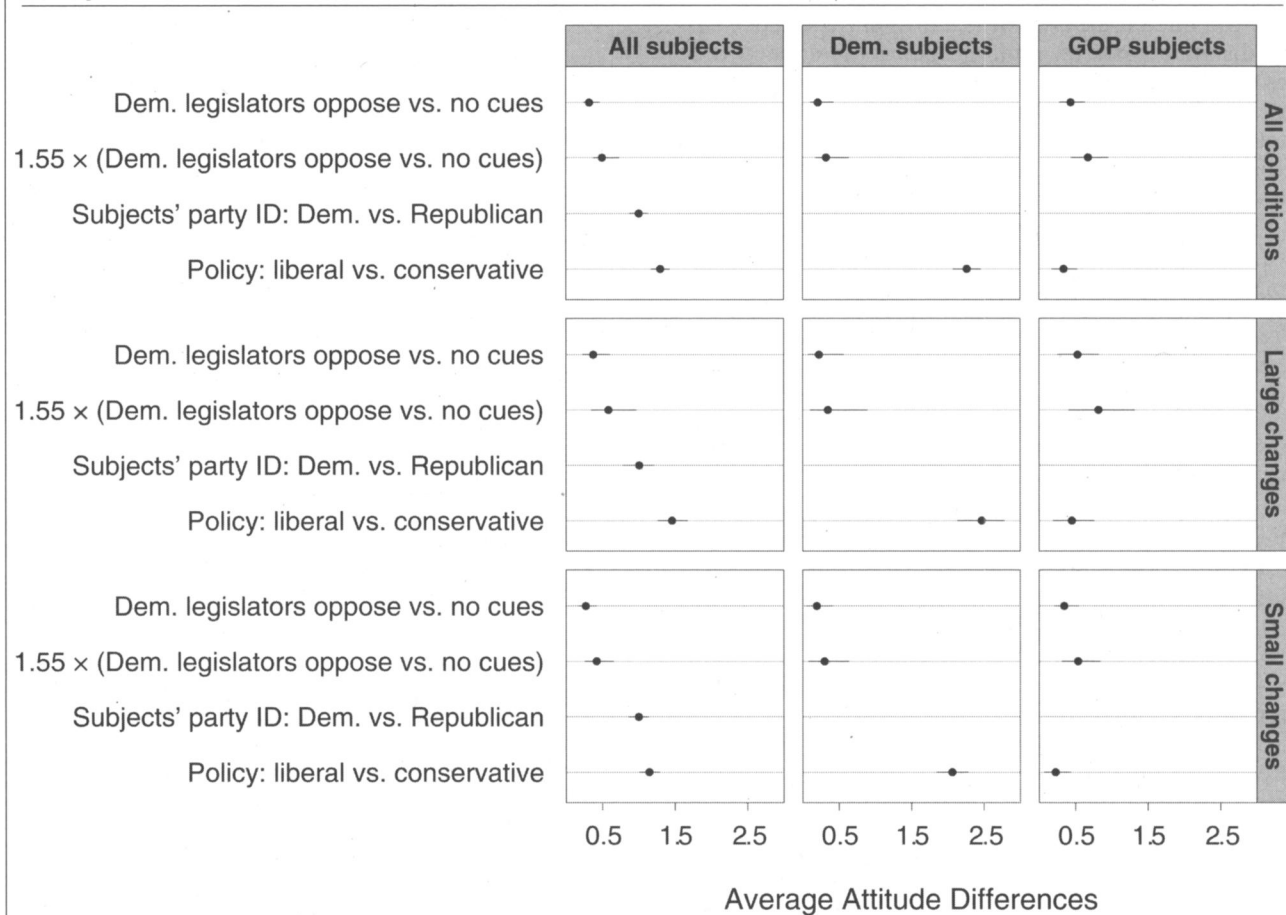 All subjects
Dem. subjects
GOP subjects
Dem. legislators oppose vs. no cues
1.55 × (Dem. legislators oppose vs. no cues)
Subjects' party ID: Dem. vs. Republican
Policy: liberal vs. conservative
All conditions
Dem. legislators oppose vs. no cues
1.55 × (Dem. legislators oppose vs. no cues)
Subjects' party ID: Dem. vs. Republican
Policy: liberal vs. conservative
Large changes
Dem. legislators oppose vs. no cues
1.55 × (Dem. legislators oppose vs. no cues)
Subjects' party ID: Dem. vs. Republican
Policy: liberal vs. conservative
Small changes
0.5 1.5 2.5
0.5 1.5 2.5
0.5 1.5 2.5
Average Attitude Differences